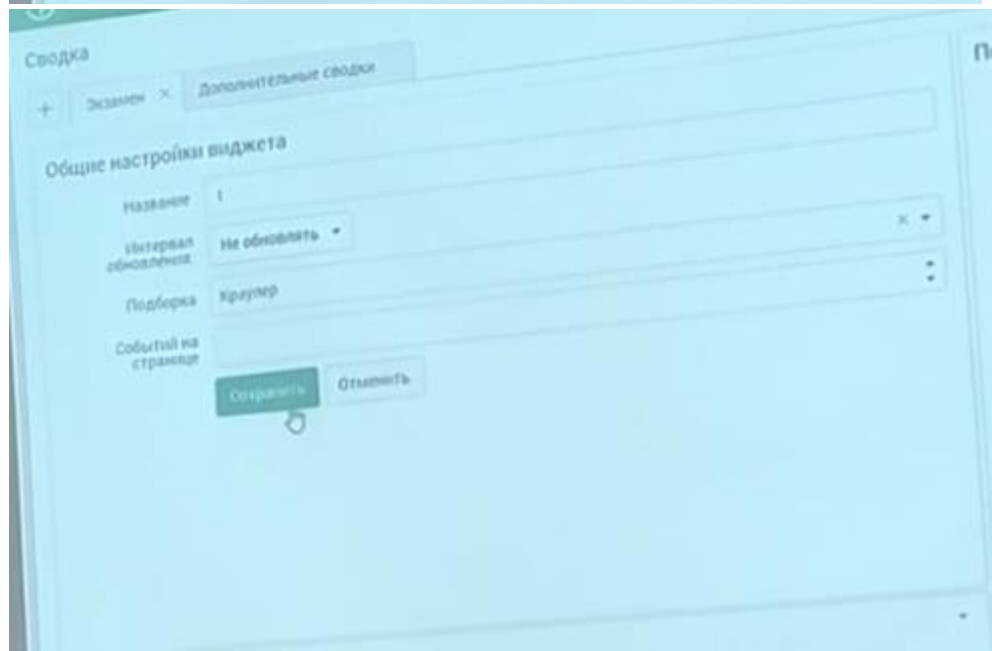 Сводка
+ Экзамен × Дополнительные сводки
Общие настройки виджета
Название 1
Интервал
обновления Не обновлять
Подборка Краулер
Событий на
странице
Сохранить Отменить